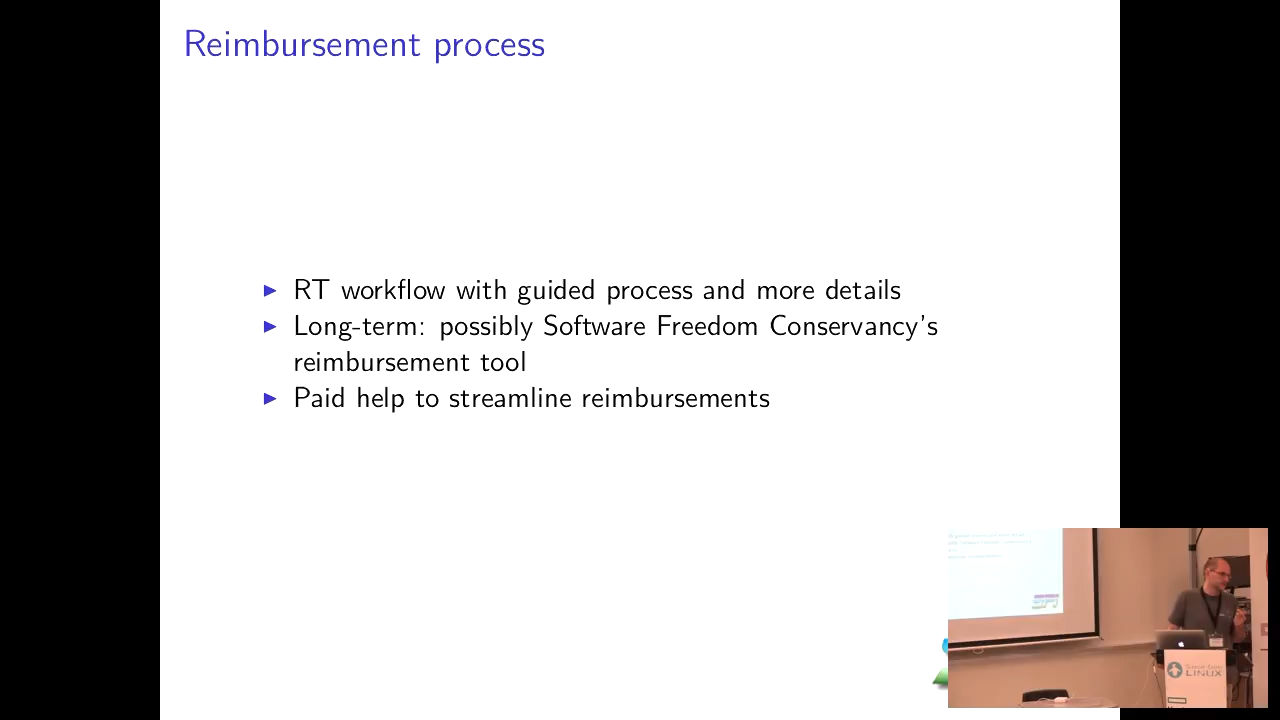 Reimbursement process
▶ RT workflow with guided process and more details
▶ Long-term: possibly Software Freedom Conservancy's
reimbursement tool
▶ Paid help to streamline reimbursements
LINUX